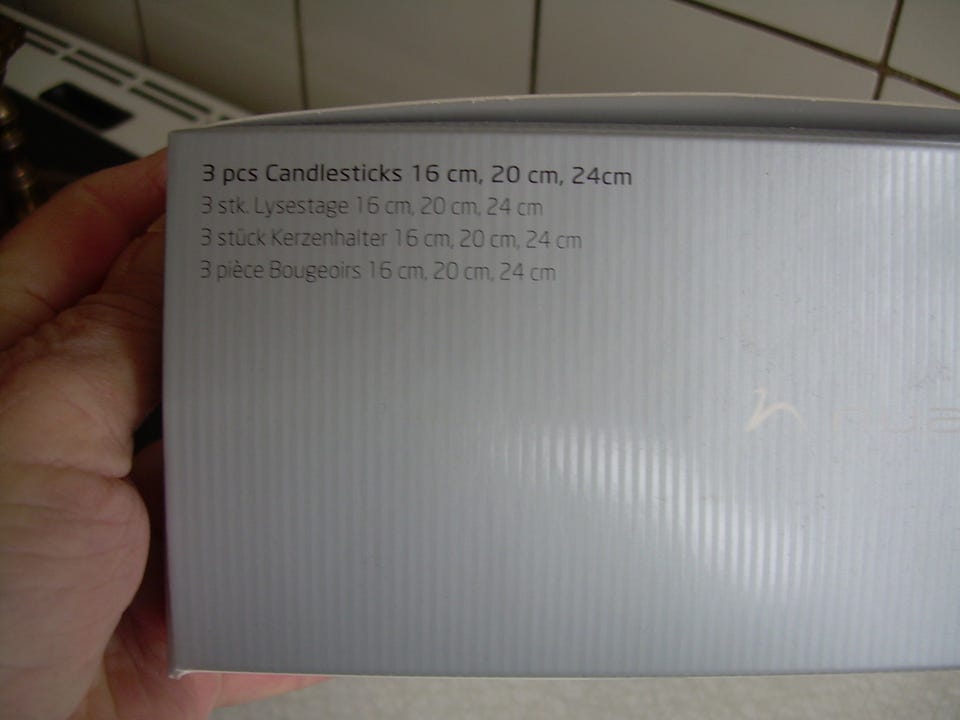 3 pcs Candlesticks 16 cm, 20 cm, 24cm
3 stk. Lysestage 16 cm, 20 cm, 24 cm
3 stück Kerzenhalter 16 cm, 20 cm, 24 cm
3 pièce Bougeoirs 16 cm, 20 cm, 24 cm